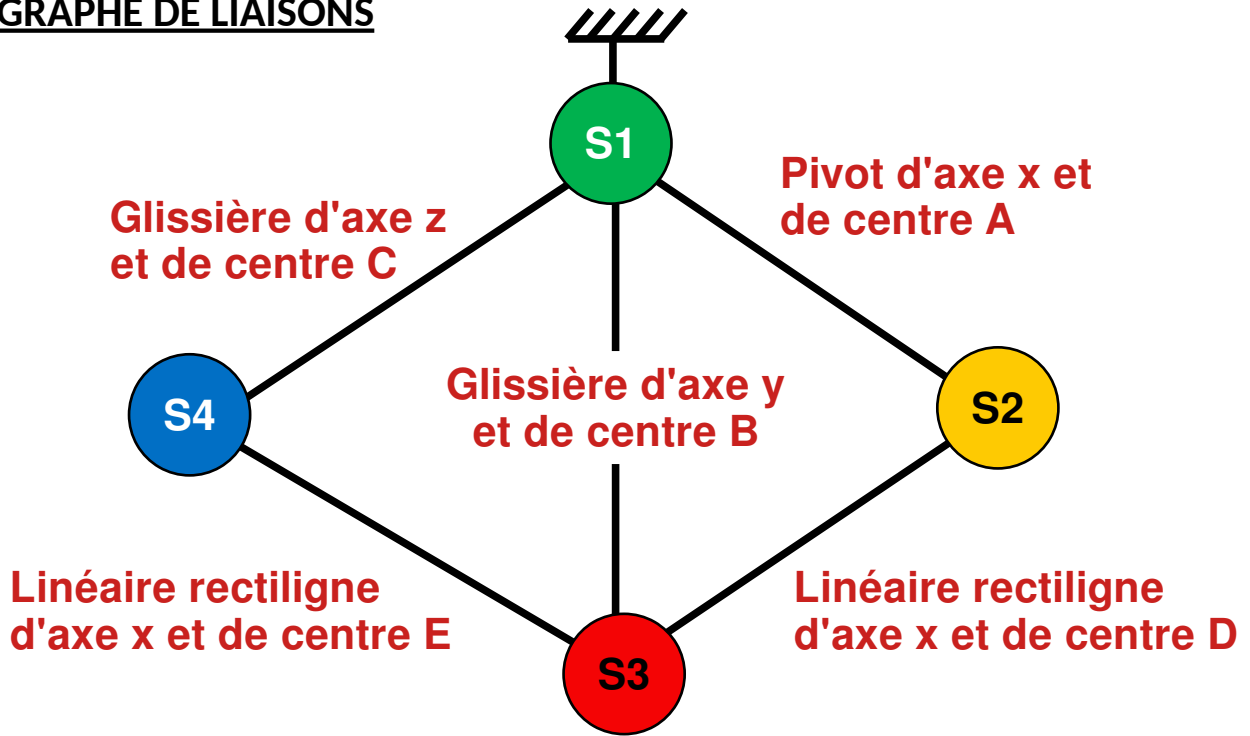 GRAPHE DE LIAISONS
S1
Pivot d'axe x et
de centre A
Glissière d'axe z
et de centre C
Glissière d'axe y
et de centre B
S4
S2
Linéaire rectiligne
d'axe x et de centre E
Linéaire rectiligne
d'axe x et de centre D
S3